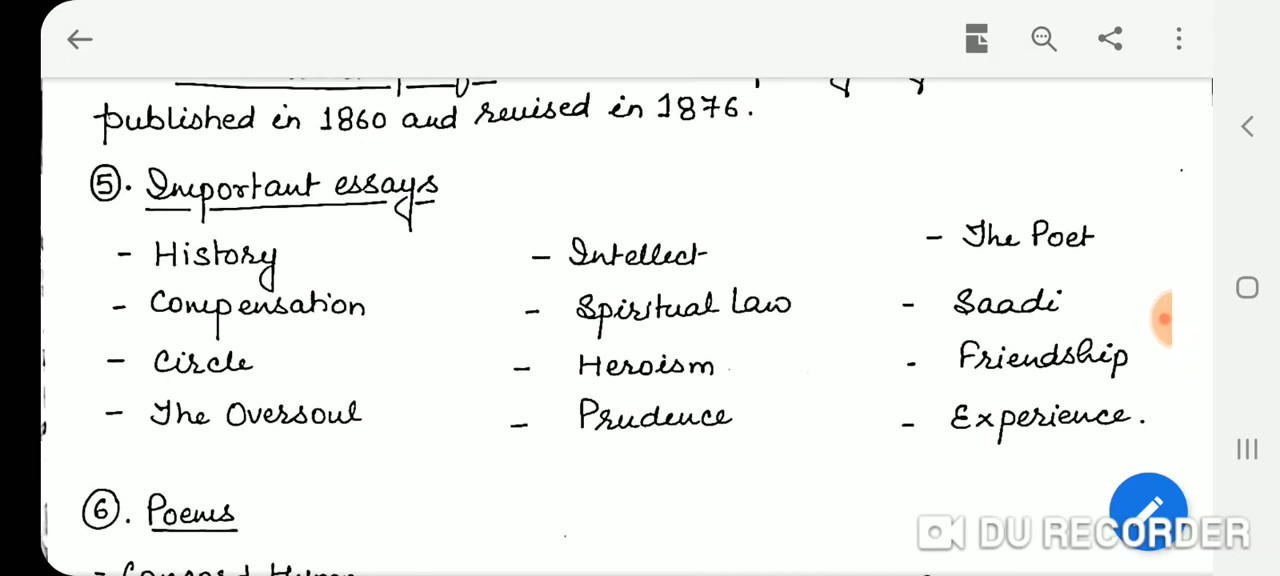 published in 1860 and revised in 1876.
⑤. Important essays
- History
- Compensation
- Circle
- The Oversoul
- Intellect
- Spiritual Law
- Heroism
- Prudence
- The Poet
- Saadi
- Friendship
- Experience.
⑥. Poems
DU RECORDER